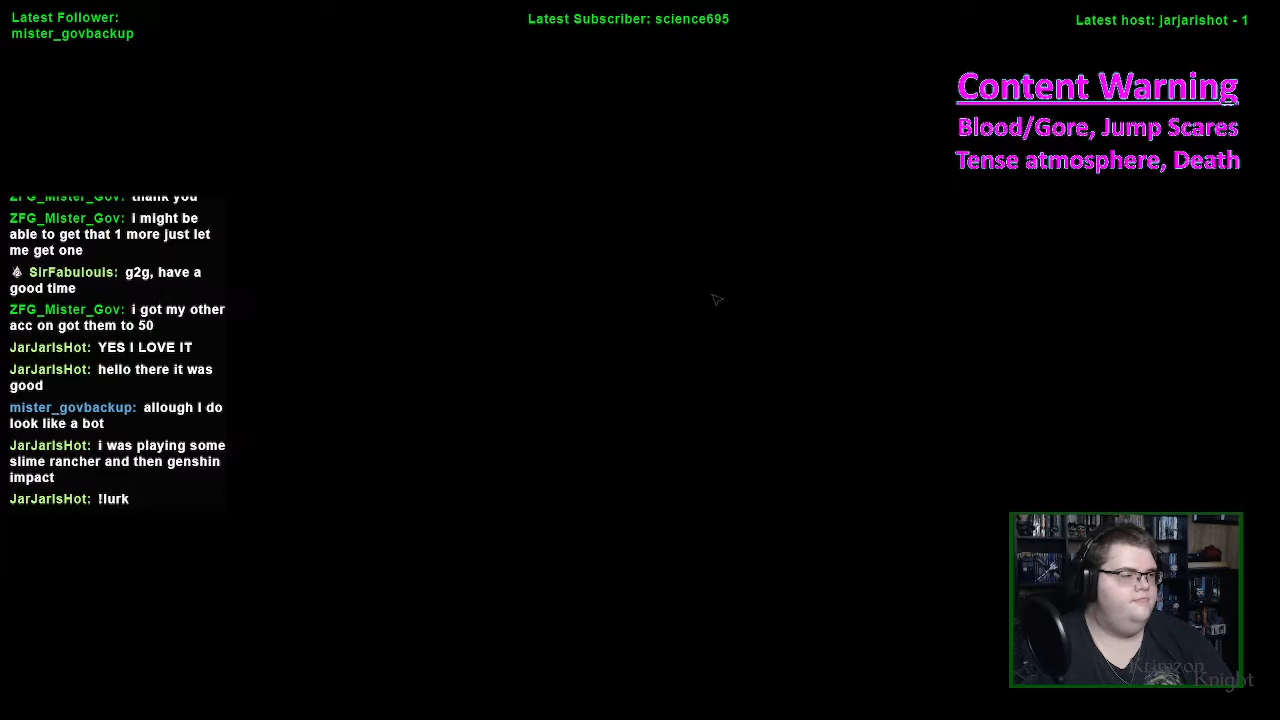 Latest Follower:
mister_govbackup
Latest Subscriber: science695
Latest host: jarjarishot - 1
Content Warning
Blood/Gore, Jump Scares
Tense atmosphere, Death
ZFG_Mister_Gov: thank you
ZFG_Mister_Gov: i might be
able to get that 1 more just let
me get one
SirFabulouis: g2g, have a
good time
ZFG_Mister_Gov: i got my other
acc on got them to 50
JarJarIsHot: YES I LOVE IT
JarJarIsHot: hello there it was
good
mister_govbackup: allough I do
look like a bot
JarJarIsHot: i was playing some
slime rancher and then genshin
impact
JarJarIsHot: !lurk
Krimzon
Knight